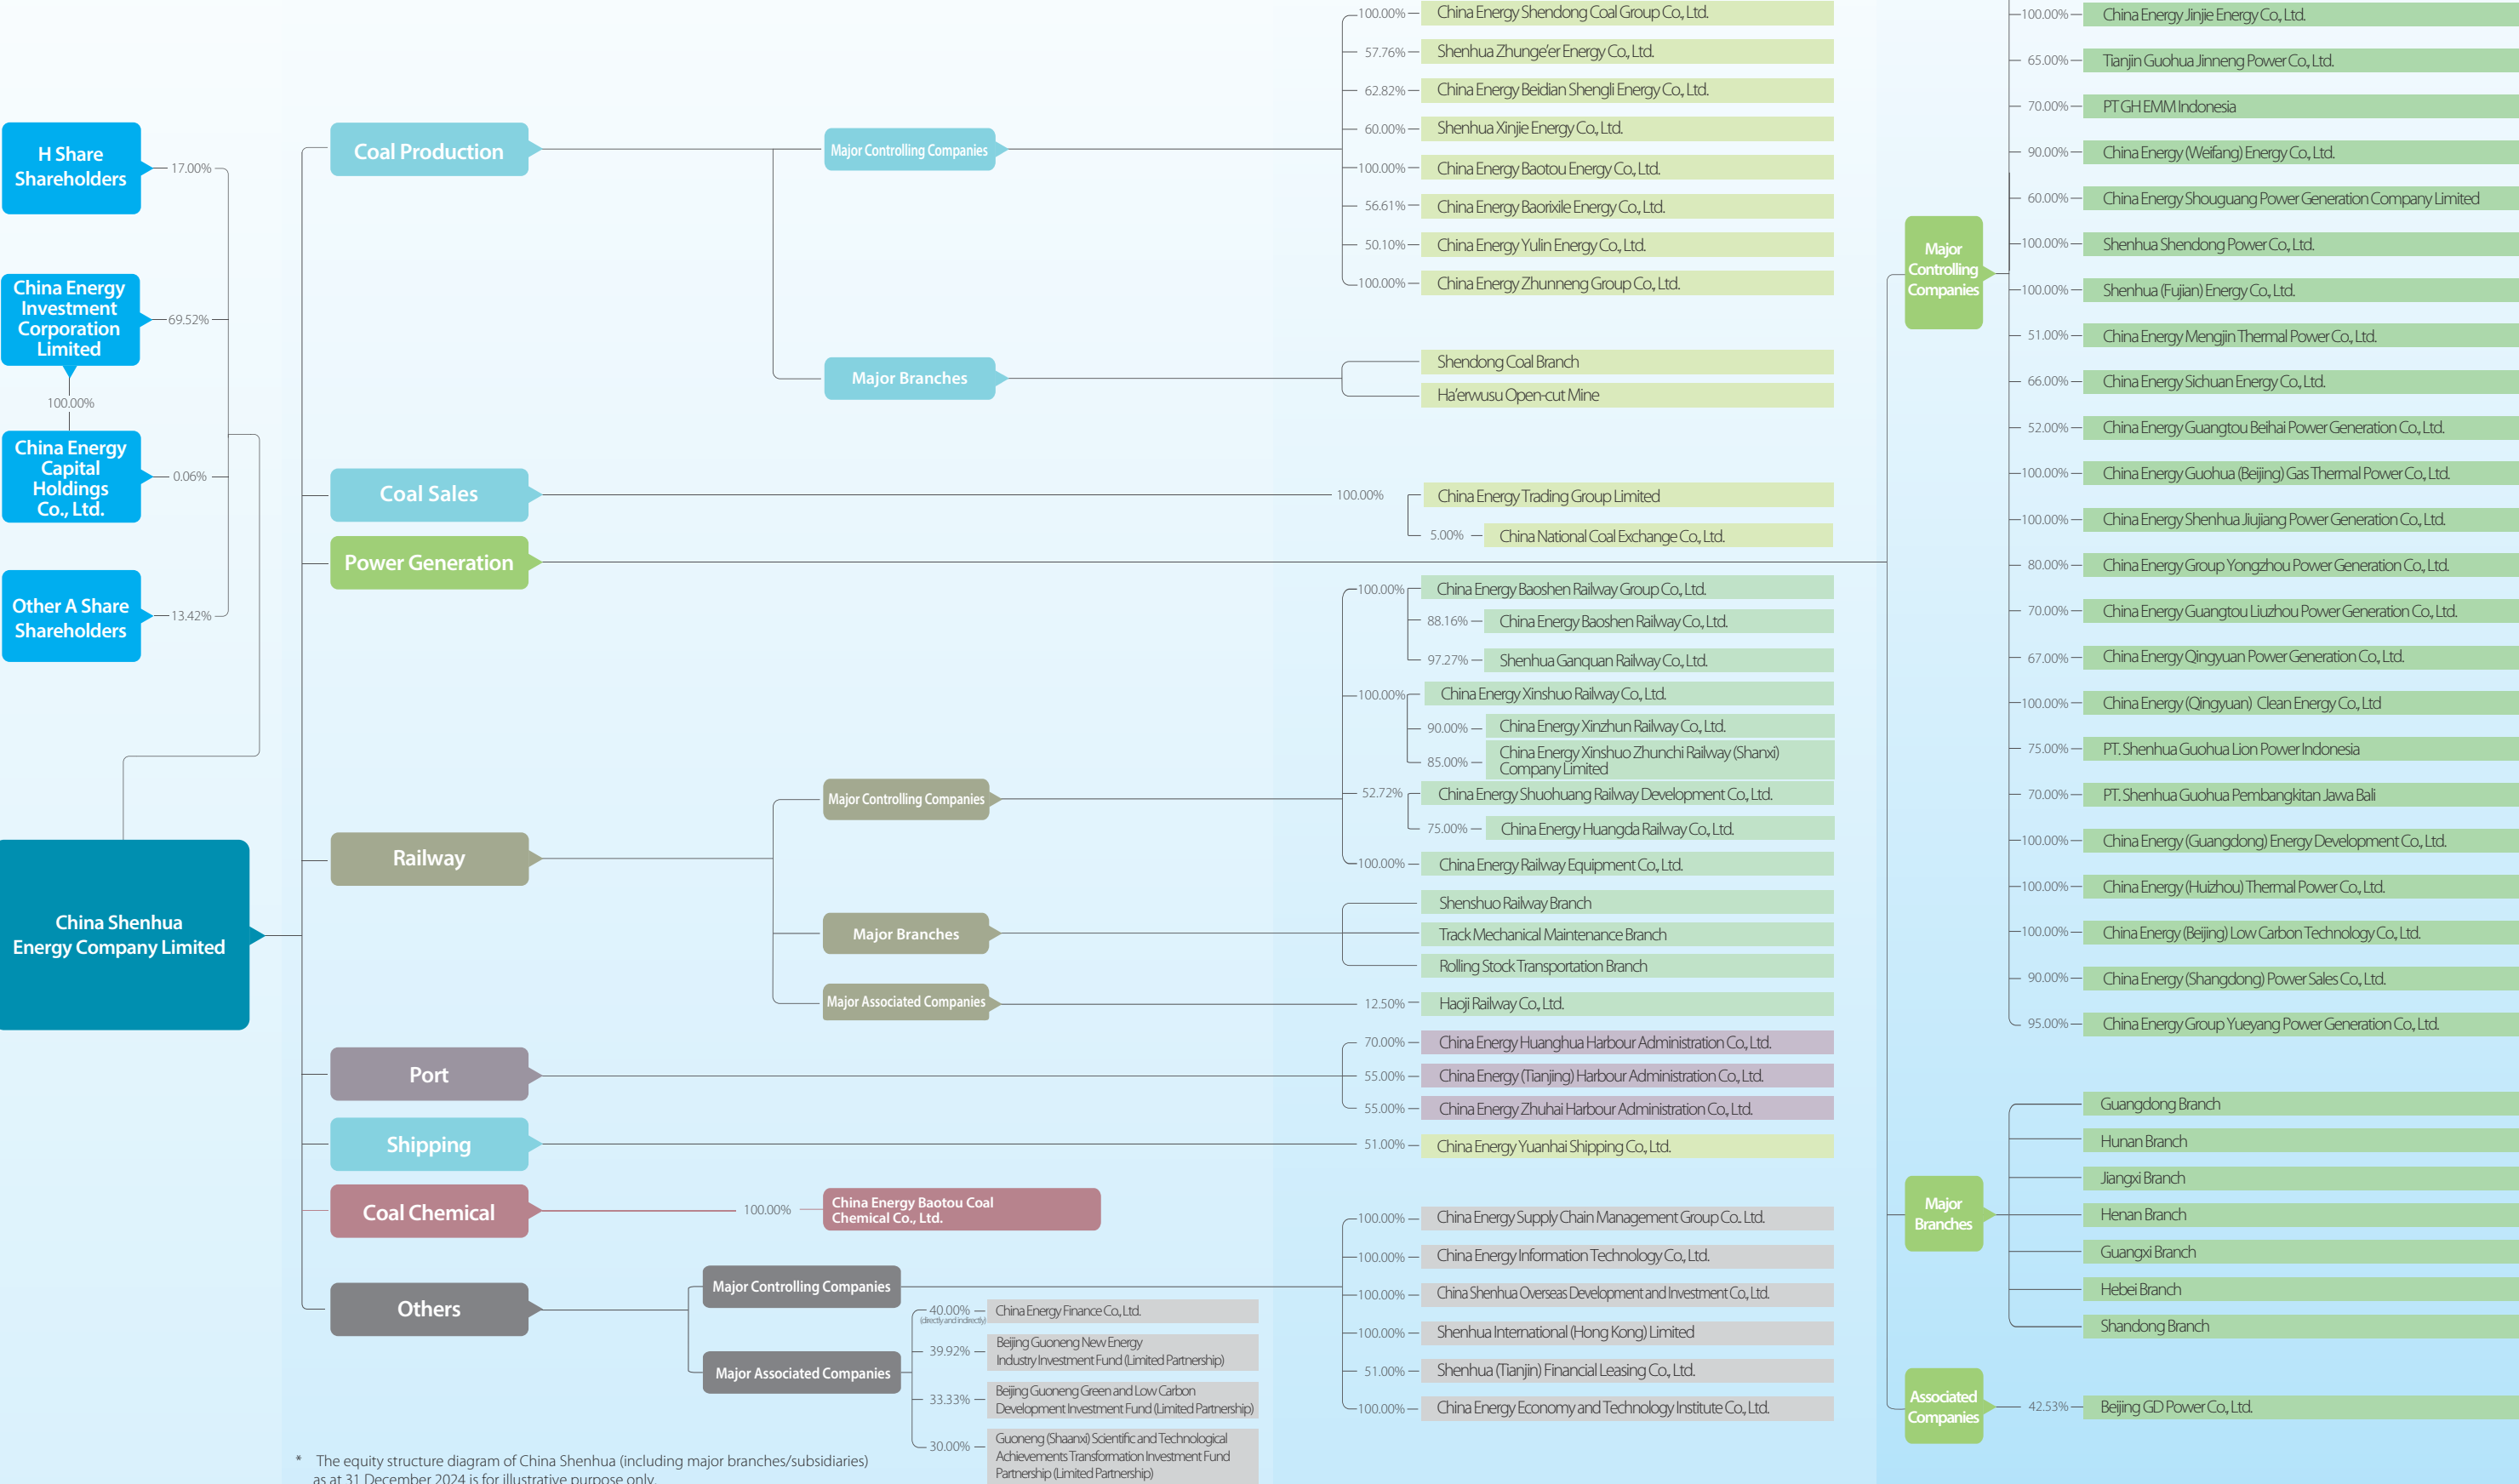 H Share
Shareholders
17.00%
China Energy
Investment
Corporation
Limited
69.52%
100.00%
China Energy
Capital
Holdings
Co., Ltd.
0.06%
Other A Share
Shareholders
13.42%
China Shenhua
Energy Company Limited
Coal Production
Major Controlling Companies
100.00% China Energy Shendong Coal Group Co., Ltd.
57.76% Shenhua Zhunge'er Energy Co., Ltd.
62.82% China Energy Beidian Shengli Energy Co., Ltd.
60.00% Shenhua Xinjie Energy Co., Ltd.
100.00% China Energy Baotou Energy Co., Ltd.
56.61% China Energy Baorixile Energy Co., Ltd.
50.10% China Energy Yulin Energy Co., Ltd.
100.00% China Energy Zhunneng Group Co., Ltd.
Major Branches
Shendong Coal Branch
Ha'erwusu Open-cut Mine
Coal Sales
100.00% China Energy Trading Group Limited
5.00% China National Coal Exchange Co., Ltd.
Power Generation
Railway
Major Controlling Companies
100.00% China Energy Baoshen Railway Group Co., Ltd.
88.16% China Energy Baoshen Railway Co., Ltd.
97.27% Shenhua Ganquan Railway Co., Ltd.
100.00% China Energy Xinshuo Railway Co., Ltd.
90.00% China Energy Xinzhun Railway Co., Ltd.
85.00% China Energy Xinshuo Zhunchi Railway (Shanxi)
Company Limited
52.72% China Energy Shuohuang Railway Development Co., Ltd.
75.00% China Energy Huangda Railway Co., Ltd.
100.00% China Energy Railway Equipment Co., Ltd.
Major Branches
Shenshuo Railway Branch
Track Mechanical Maintenance Branch
Rolling Stock Transportation Branch
Major Associated Companies
12.50% Haoji Railway Co., Ltd.
Port
70.00% China Energy Huanghua Harbour Administration Co., Ltd.
55.00% China Energy (Tianjing) Harbour Administration Co., Ltd.
55.00% China Energy Zhuhai Harbour Administration Co., Ltd.
Shipping
51.00% China Energy Yuanhai Shipping Co., Ltd.
Coal Chemical
100.00%
China Energy Baotou Coal
Chemical Co., Ltd.
Others
Major Controlling Companies
100.00% China Energy Supply Chain Management Group Co. Ltd.
100.00% China Energy Information Technology Co., Ltd.
100.00% China Shenhua Overseas Development and Investment Co., Ltd.
100.00% Shenhua International (Hong Kong) Limited
51.00% Shenhua (Tianjin) Financial Leasing Co., Ltd.
100.00% China Energy Economy and Technology Institute Co., Ltd.
Major Associated Companies
40.00% China Energy Finance Co., Ltd.
(directly and indirectly)
39.92% Beijing Guoneng New Energy
Industry Investment Fund (Limited Partnership)
33.33% Beijing Guoneng Green and Low Carbon
Development Investment Fund (Limited Partnership)
30.00% Guoneng (Shaanxi) Scientific and Technological
Achievements Transformation Investment Fund
Partnership (Limited Partnership)
Major
Controlling
Companies
100.00% China Energy Jinjie Energy Co., Ltd.
65.00% Tianjin Guohua Jinneng Power Co., Ltd.
70.00% PT GH EMM Indonesia
90.00% China Energy (Weifang) Energy Co., Ltd.
60.00% China Energy Shouguang Power Generation Company Limited
100.00% Shenhua Shendong Power Co., Ltd.
100.00% Shenhua (Fujian) Energy Co., Ltd.
51.00% China Energy Mengjin Thermal Power Co., Ltd.
66.00% China Energy Sichuan Energy Co., Ltd.
52.00% China Energy Guangtou Beihai Power Generation Co., Ltd.
100.00% China Energy Guohua (Beijing) Gas Thermal Power Co., Ltd.
100.00% China Energy Shenhua Jiujiang Power Generation Co., Ltd.
80.00% China Energy Group Yongzhou Power Generation Co., Ltd.
70.00% China Energy Guangtou Liuzhou Power Generation Co., Ltd.
67.00% China Energy Qingyuan Power Generation Co., Ltd.
100.00% China Energy (Qingyuan) Clean Energy Co., Ltd
75.00% PT. Shenhua Guohua Lion Power Indonesia
70.00% PT. Shenhua Guohua Pembangkitan Jawa Bali
100.00% China Energy (Guangdong) Energy Development Co., Ltd.
100.00% China Energy (Huizhou) Thermal Power Co., Ltd.
100.00% China Energy (Beijing) Low Carbon Technology Co., Ltd.
90.00% China Energy (Shangdong) Power Sales Co., Ltd.
95.00% China Energy Group Yueyang Power Generation Co., Ltd.
Major
Branches
Guangdong Branch
Hunan Branch
Jiangxi Branch
Henan Branch
Guangxi Branch
Hebei Branch
Shandong Branch
Associated
Companies
42.53% Beijing GD Power Co., Ltd.
* The equity structure diagram of China Shenhua (including major branches/subsidiaries)
as at 31 December 2024 is for illustrative purpose only.